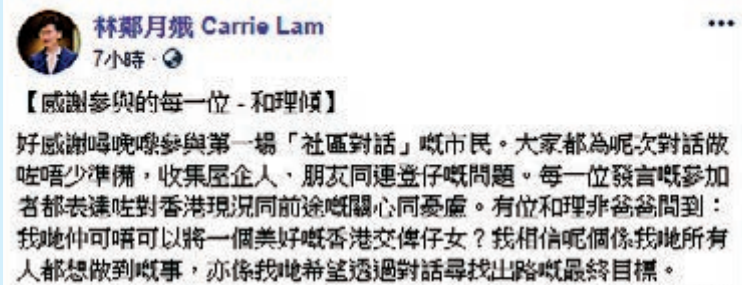 林鄭月娥 Carrie Lam
7小時 ·
【感謝參與的每一位 - 和理傾】
好感謝尋晚嚟參與第一場「社區對話」嘅市民。大家都為呢次對話做
咗唔少準備，收集屋企人、朋友同連登仔嘅問題。每一位發言嘅參加
者都表達咗對香港現況同前途嘅關心同憂慮。有位和理非爸爸問到：
我哋仲可唔可以將一個美好嘅香港交俾仔女？我相信呢個係我哋所有
人都想做到嘅事，亦係我哋希望透過對話尋找出路嘅最終目標。